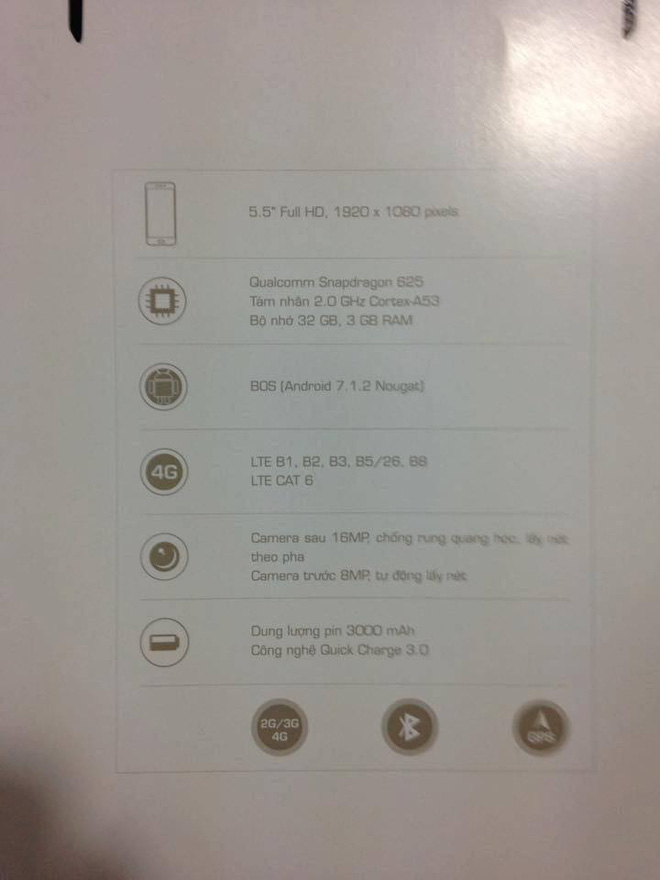 5.5" Full HD, 1920 x 1080 pixels
Qualcomm Snapdragon 625
Tám nhân 2.0 GHz Cortex-A53
Bộ nhớ 32 GB, 3 GB RAM
BOS (Android 7.1.2 Nougat)
4G
LTE B1, B2, B3, B5/26, B8
LTE CAT 6
Camera sau 16MP, chống rung quang học, lấy nét
theo pha
Camera trước 8MP, tự động lấy nét
Dung lượng pin 3000 mAh
Công nghệ Quick Charge 3.0
2G/3G
4G
GPS